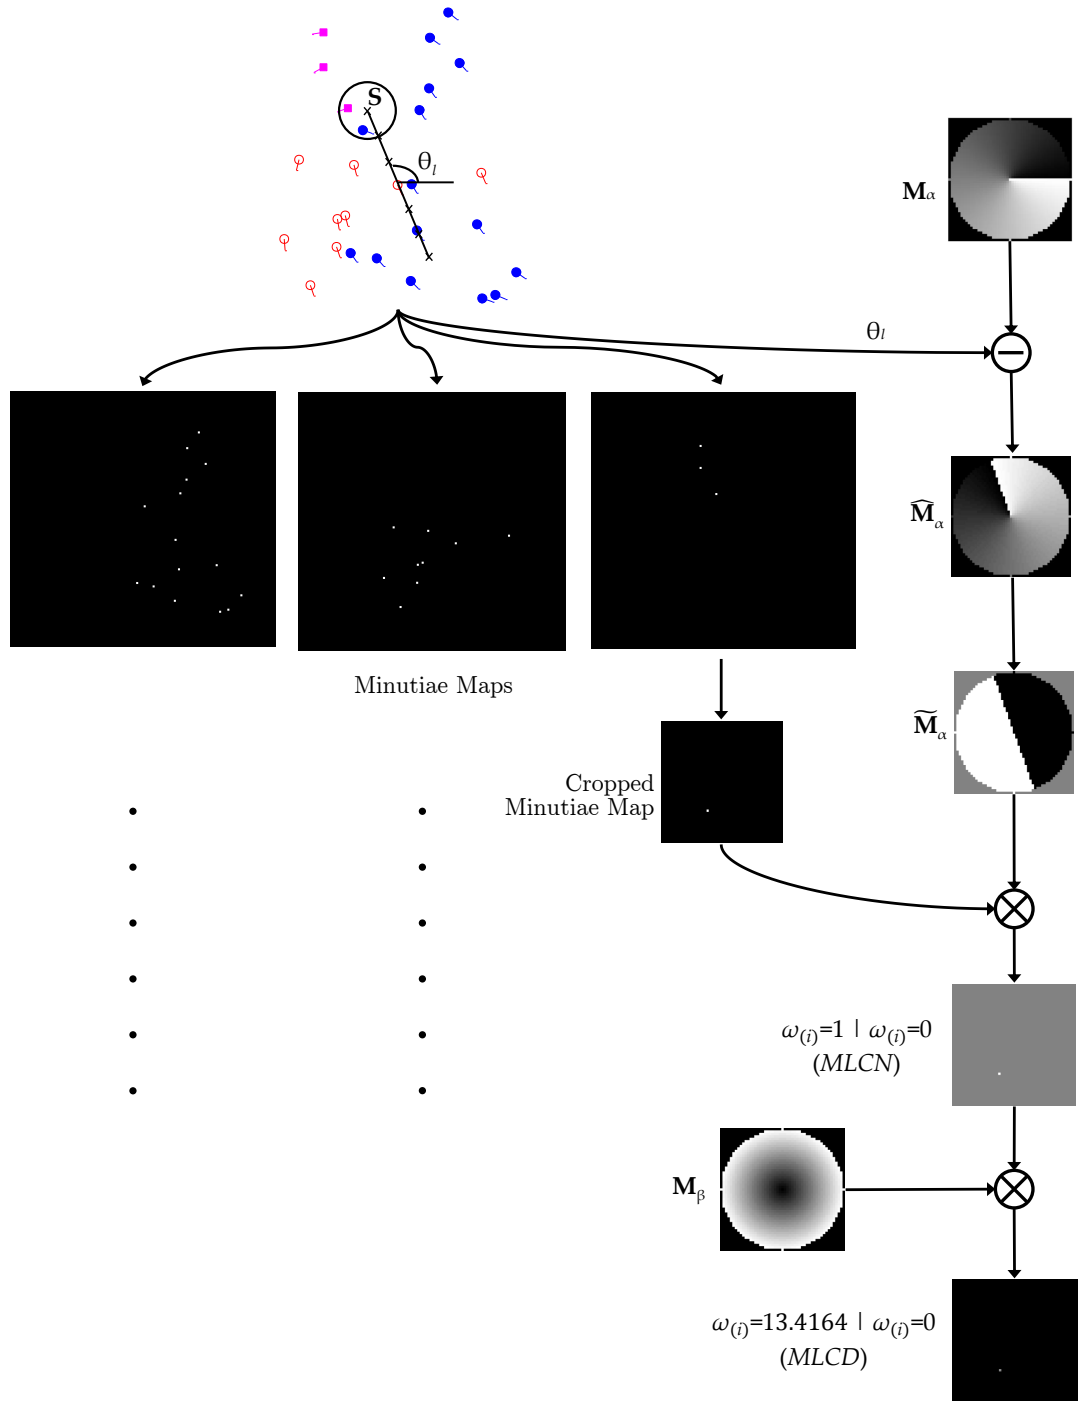 S
θl
Mα
θl
M̂α
Minutiae Maps
M̃α
Cropped
Minutiae Map
ω(i)=1 | ω(i)=0
(MLCN)
Mβ
ω(i)=13.4164 | ω(i)=0
(MLCD)